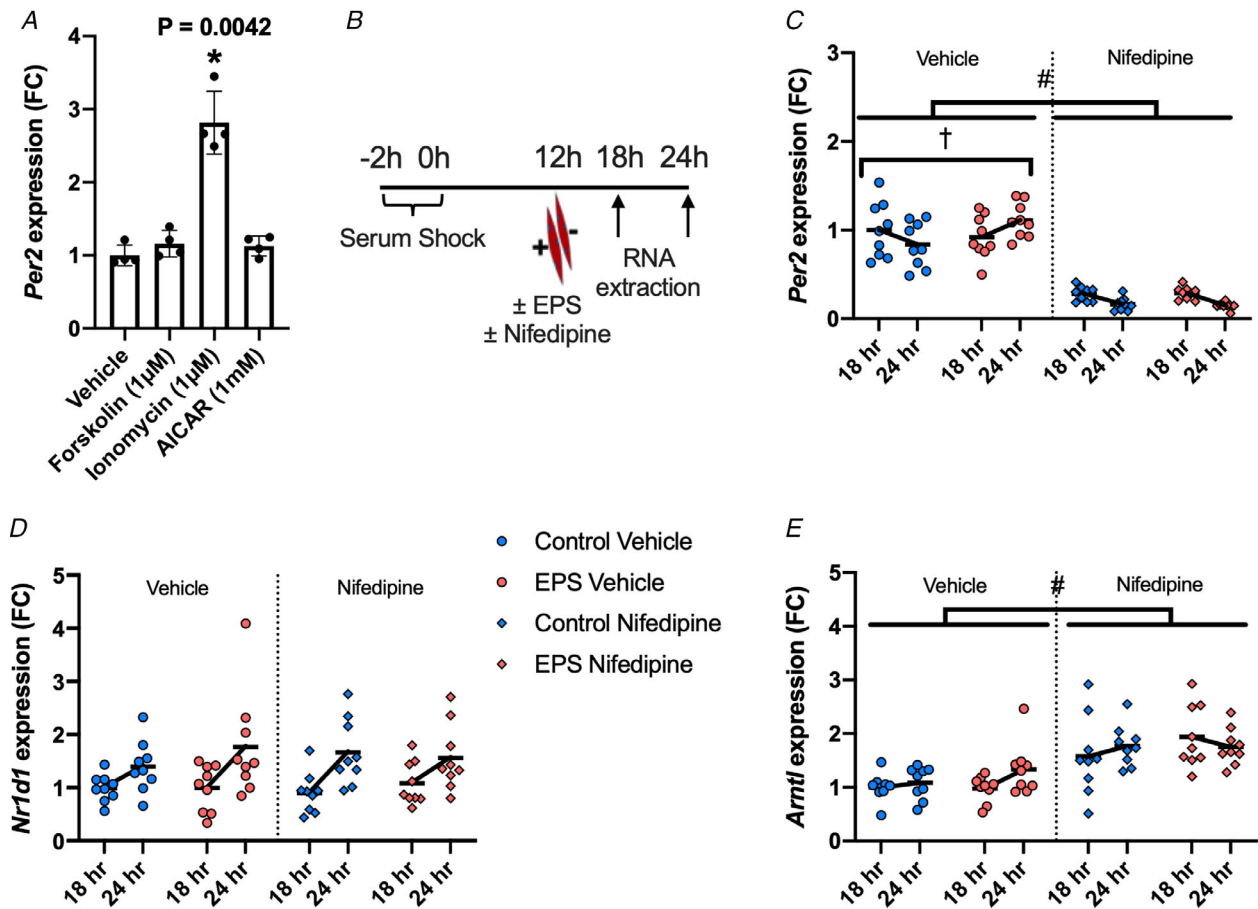 A
P = 0.0042
*
Per2 expression (FC)
4
3
2
1
0
Vehicle
Forskolin (1µM)
Ionomycin (1µM)
AICAR (1mM)
B
-2h 0h 12h 18h 24h
Serum Shock
+ -
RNA
extraction
± EPS
± Nifedipine
C
Vehicle Nifedipine
#
†
Per2 expression (FC)
3
2
1
0
18 hr 24 hr 18 hr 24 hr 18 hr 24 hr 18 hr 24 hr
D
Vehicle Nifedipine
Nr1d1 expression (FC)
5
4
3
2
1
0
18 hr 24 hr 18 hr 24 hr 18 hr 24 hr 18 hr 24 hr
Control Vehicle
EPS Vehicle
Control Nifedipine
EPS Nifedipine
E
Vehicle # Nifedipine
Arntl expression (FC)
5
4
3
2
1
0
18 hr 24 hr 18 hr 24 hr 18 hr 24 hr 18 hr 24 hr